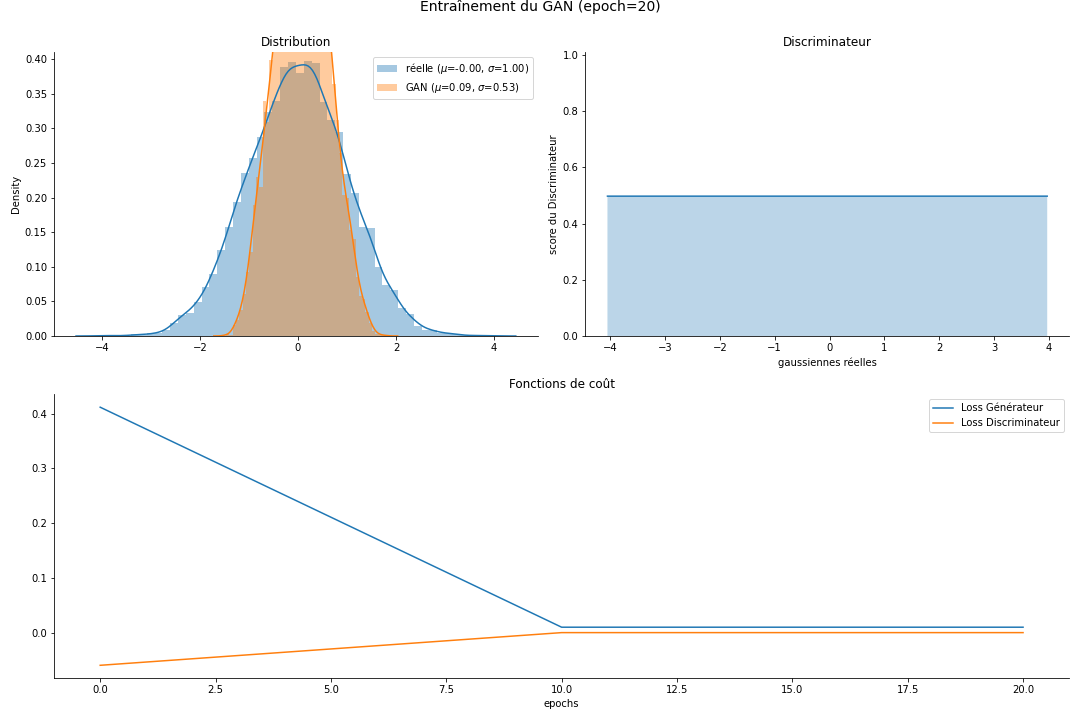 Entraînement du GAN (epoch=20)
Distribution
réelle (μ=-0.00, σ=1.00)
GAN (μ=0.09, σ=0.53)
Density
0.40
0.35
0.30
0.25
0.20
0.15
0.10
0.05
0.00
−4 −2 0 2 4
Discriminateur
score du Discriminateur
1.0
0.8
0.6
0.4
0.2
0.0
−4 −3 −2 −1 0 1 2 3 4
gaussiennes réelles
Fonctions de coût
Loss Générateur
Loss Discriminateur
0.4
0.3
0.2
0.1
0.0
0.0 2.5 5.0 7.5 10.0 12.5 15.0 17.5 20.0
epochs